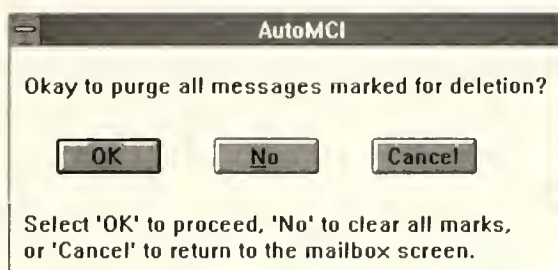 AutoMCI
Okay to purge all messages marked for deletion?
OK No Cancel
Select 'OK' to proceed, 'No' to clear all marks,
or 'Cancel' to return to the mailbox screen.